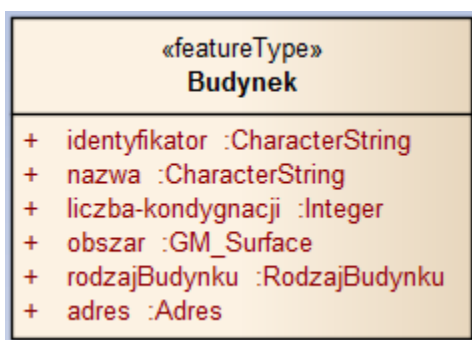 «featureType»
Budynek
+ identyfikator :CharacterString
+ nazwa :CharacterString
+ liczba-kondygnacji :Integer
+ obszar :GM_Surface
+ rodzajBudynku :RodzajBudynku
+ adres :Adres